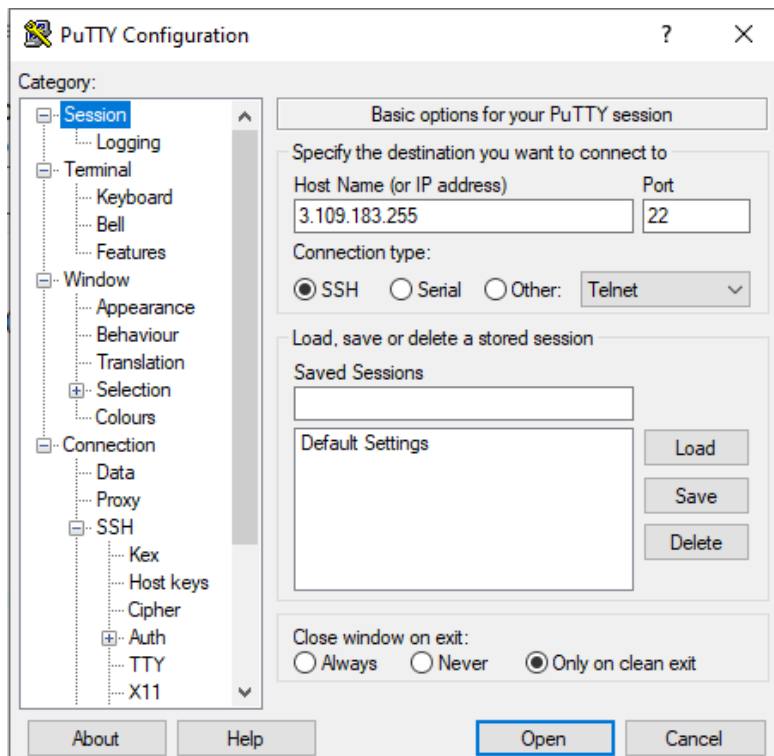 PuTTY Configuration
?
Category:
Session
Logging
Terminal
Keyboard
Bell
Features
Window
Appearance
Behaviour
Translation
Selection
Colours
Connection
Data
Proxy
SSH
Kex
Host keys
Cipher
Auth
TTY
X11
Basic options for your PuTTY session
Specify the destination you want to connect to
Host Name (or IP address) Port
3.109.183.255 22
Connection type:
SSH Serial Other: Telnet
Load, save or delete a stored session
Saved Sessions
Default Settings
Load
Save
Delete
Close window on exit:
Always Never Only on clean exit
About Help Open Cancel